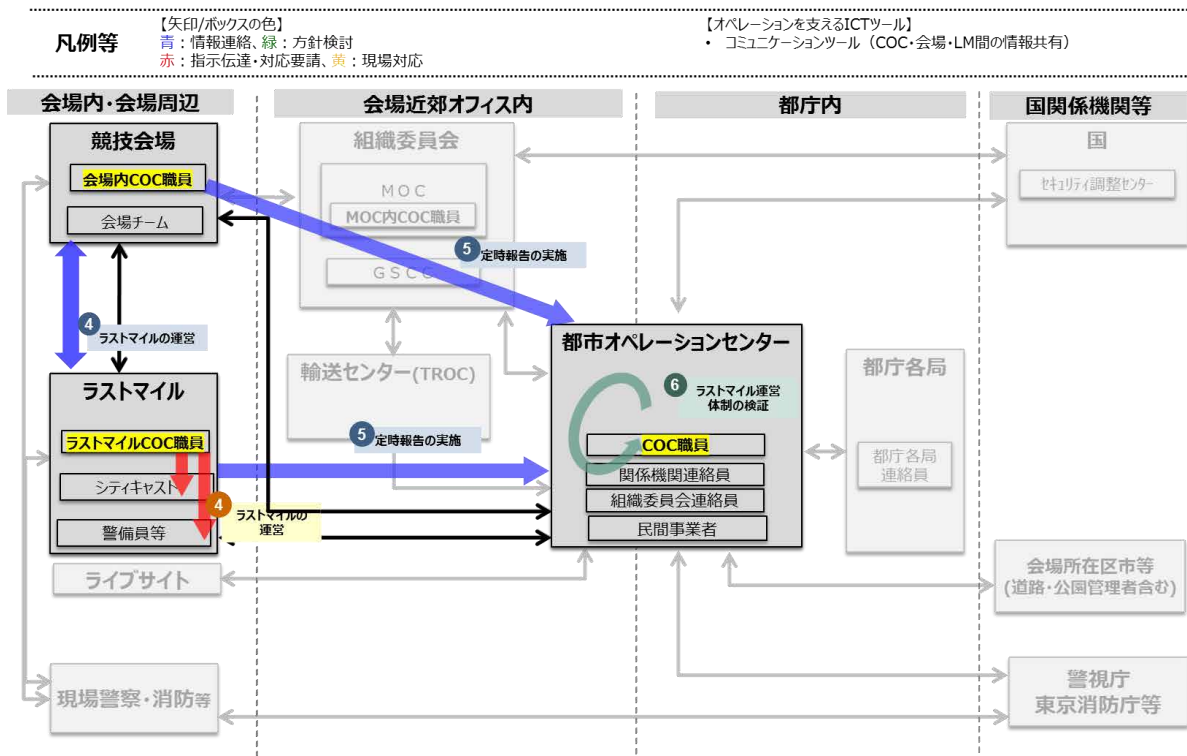 凡例等
【矢印/ボックスの色】
青：情報連絡、緑：方針検討
赤：指示伝達・対応要請、黄：現場対応
【オペレーションを支えるICTツール】
• コミュニケーションツール（COC・会場・LM間の情報共有）
会場内・会場周辺
会場近郊オフィス内
都庁内
国関係機関等
競技会場
会場内COC職員
会場チーム
組織委員会
MOC
MOC内COC職員
GSCC
国
セキュリティ調整センター
5
定時報告の実施
4
ラストマイルの運営
ラストマイル
ラストマイルCOC職員
シティキャスト
警備員等
4
ラストマイルの
運営
輸送センター(TROC)
5
定時報告の実施
都市オペレーションセンター
6
ラストマイル運営
体制の検証
COC職員
関係機関連絡員
組織委員会連絡員
民間事業者
都庁各局
都庁各局
連絡員
ライブサイト
会場所在区市等
(道路・公園管理者含む)
現場警察・消防等
警視庁
東京消防庁等